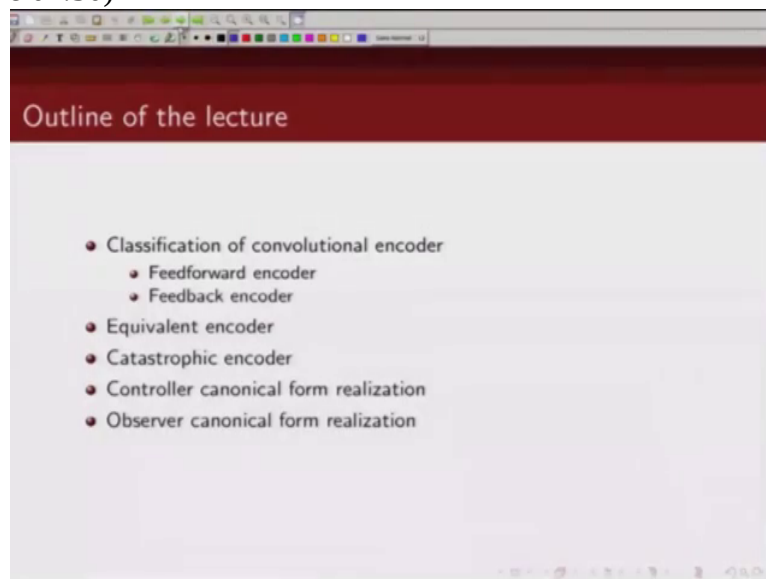 Outline of the lecture
Classification of convolutional encoder
Feedforward encoder
Feedback encoder
Equivalent encoder
Catastrophic encoder
Controller canonical form realization
Observer canonical form realization